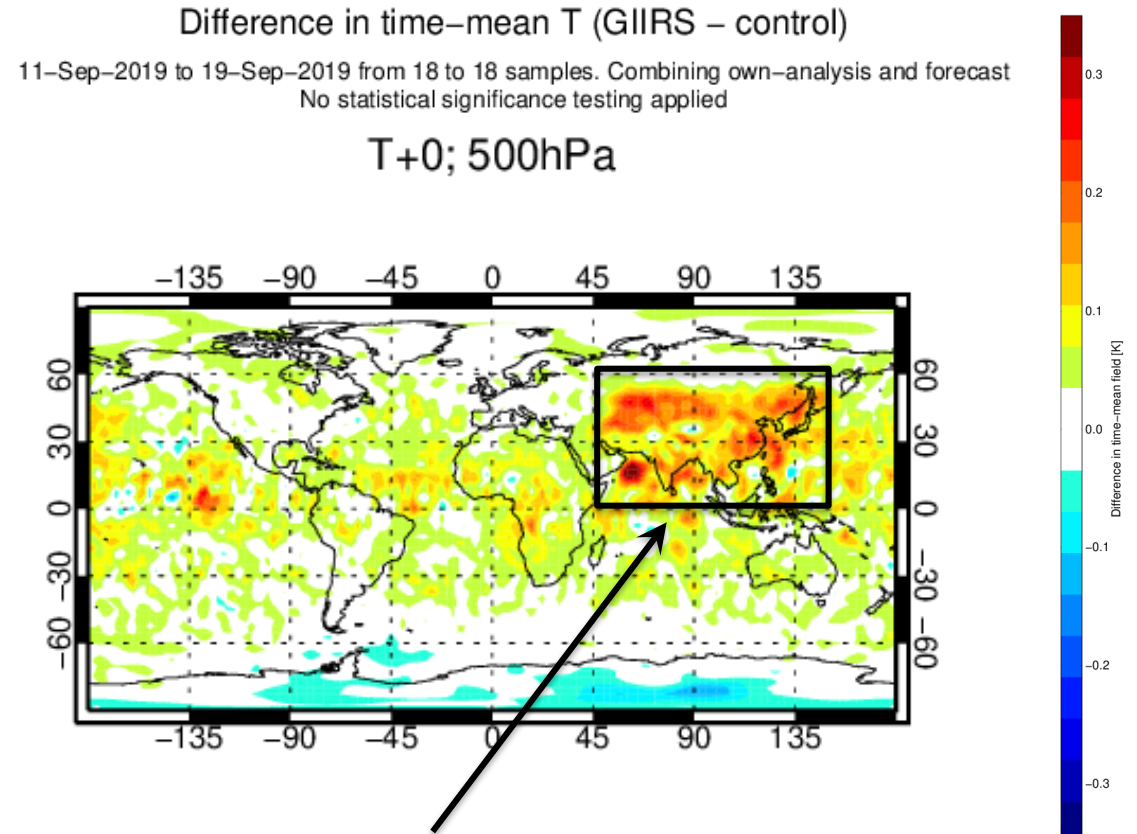 Difference in time−mean T (GIIRS − control)
11−Sep−2019 to 19−Sep−2019 from 18 to 18 samples. Combining own−analysis and forecast
No statistical significance testing applied
T+0; 500hPa
−135 −90 −45 0 45 90 135
60 60
30 30
0 0
−30 −30
−60 −60
−135 −90 −45 0 45 90 135
0.3
0.2
0.1
0.0
−0.1
−0.2
−0.3
Difference in time−mean field [K]